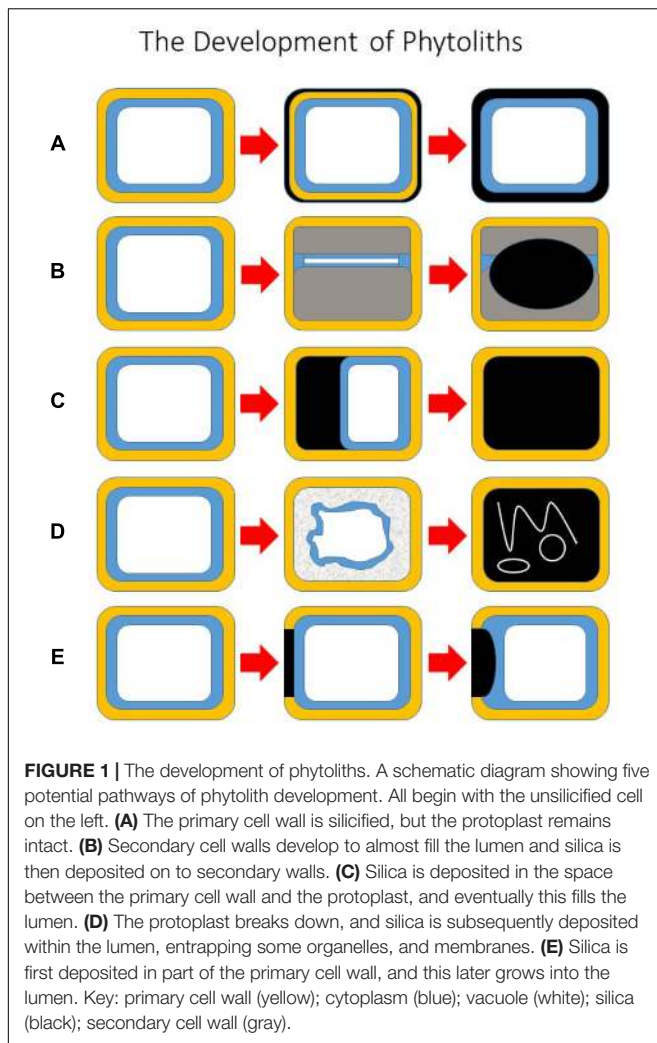 The Development of Phytoliths
A
B
C
D
E
FIGURE 1 | The development of phytoliths. A schematic diagram showing five
potential pathways of phytolith development. All begin with the unsilicified cell
on the left. (A) The primary cell wall is silicified, but the protoplast remains
intact. (B) Secondary cell walls develop to almost fill the lumen and silica is
then deposited on to secondary walls. (C) Silica is deposited in the space
between the primary cell wall and the protoplast, and eventually this fills the
lumen. (D) The protoplast breaks down, and silica is subsequently deposited
within the lumen, entrapping some organelles, and membranes. (E) Silica is
first deposited in part of the primary cell wall, and this later grows into the
lumen. Key: primary cell wall (yellow); cytoplasm (blue); vacuole (white); silica
(black); secondary cell wall (gray).